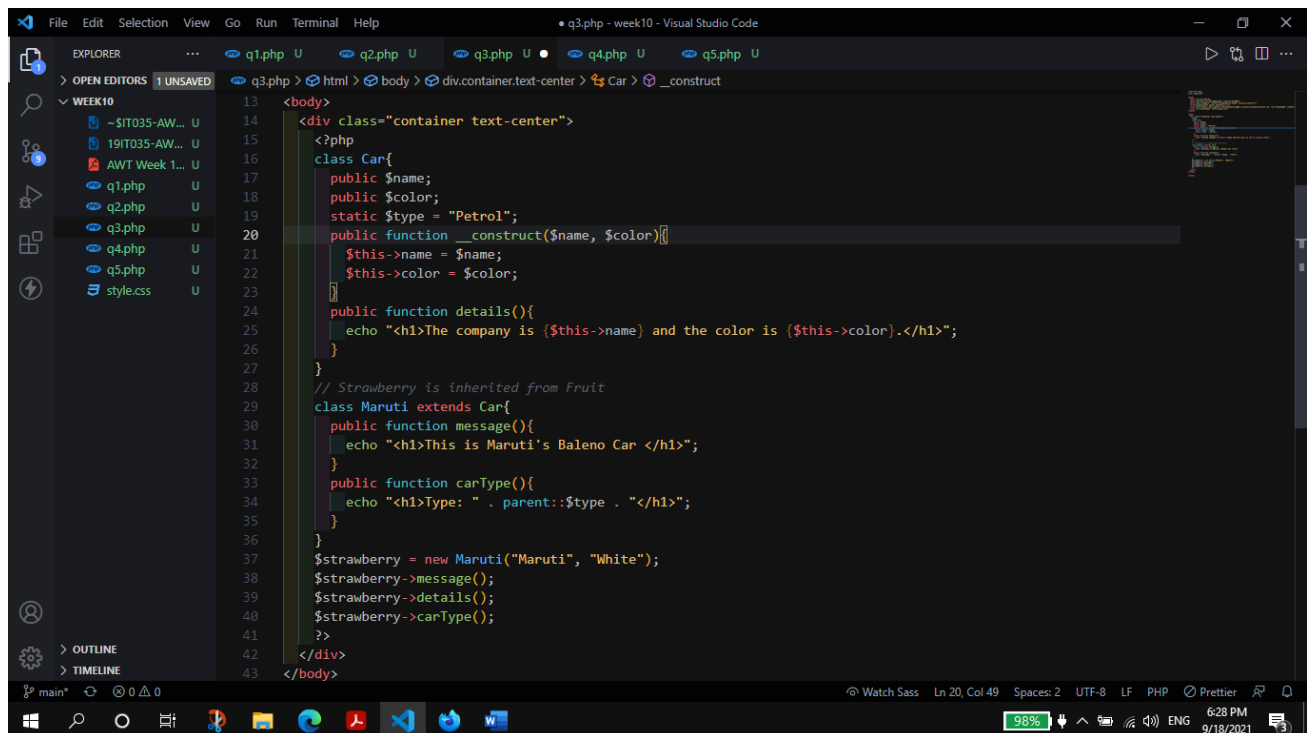 File Edit Selection View Go Run Terminal Help
● q3.php - week10 - Visual Studio Code
EXPLORER ...
q1.php U q2.php U q3.php U ● q4.php U q5.php U
OPEN EDITORS 1 UNSAVED
q3.php > html > body > div.container.text-center > Car > __construct
WEEK10
~$IT035-AW... U
19IT035-AW... U
AWT Week 1... U
q1.php U
q2.php U
q3.php U
q4.php U
q5.php U
style.css U
13 <body>
14 <div class="container text-center">
15 <?php
16 class Car{
17 public $name;
18 public $color;
19 static $type = "Petrol";
20 public function __construct($name, $color){
21 $this->name = $name;
22 $this->color = $color;
23 }
24 public function details(){
25 echo "<h1>The company is {$this->name} and the color is {$this->color}.</h1>";
26 }
27 }
28 // Strawberry is inherited from Fruit
29 class Maruti extends Car{
30 public function message(){
31 echo "<h1>This is Maruti's Baleno Car </h1>";
32 }
33 public function carType(){
34 echo "<h1>Type: " . parent::$type . "</h1>";
35 }
36 }
37 $strawberry = new Maruti("Maruti", "White");
38 $strawberry->message();
39 $strawberry->details();
40 $strawberry->carType();
41 ?>
42 </div>
43 </body>
1
9
OUTLINE
TIMELINE
main* 0 0 Watch Sass Ln 20, Col 49 Spaces: 2 UTF-8 LF PHP Prettier
98% ENG 6:28 PM
9/18/2021 3